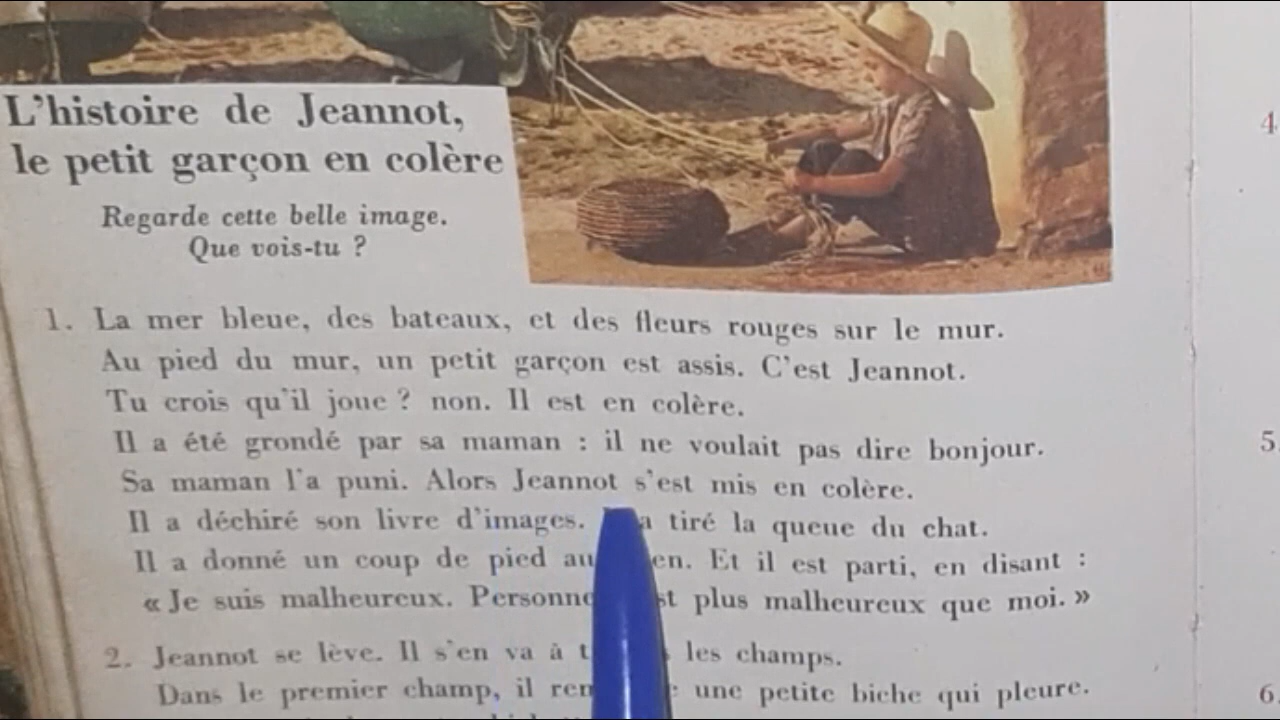 L'histoire de Jeannot,
le petit garçon en colère
Regarde cette belle image.
Que vois-tu ?
1. La mer bleue, des bateaux, et des fleurs rouges sur le mur.
Au pied du mur, un petit garçon est assis. C'est Jeannot.
Tu crois qu'il joue ? non. Il est en colère.
Il a été grondé par sa maman : il ne voulait pas dire bonjour.
Sa maman l'a puni. Alors Jeannot s'est mis en colère.
Il a déchiré son livre d'images. a tiré la queue du chat.
Il a donné un coup de pied au en. Et il est parti, en disant :
« Je suis malheureux. Personne st plus malheureux que moi. »
2. Jeannot se lève. Il s'en va à t les champs.
Dans le premier champ, il ren une petite biche qui pleure.
4
5
6